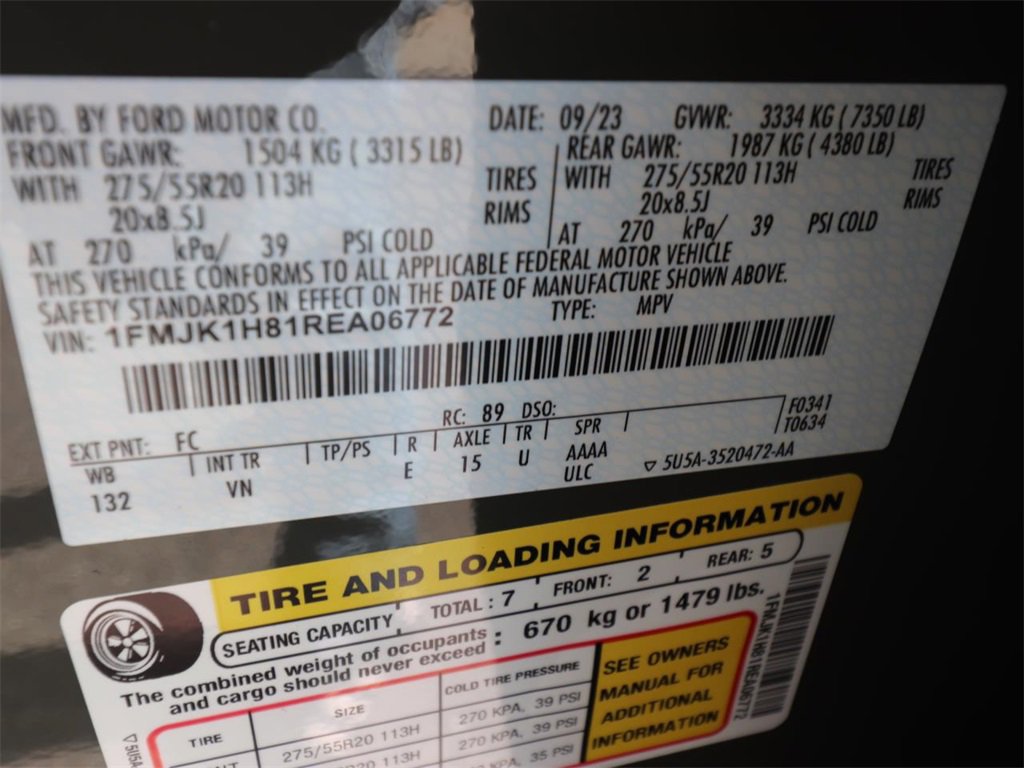 MFD. BY FORD MOTOR CO. DATE: 09/23 GVWR: 3334 KG ( 7350 LB)
FRONT GAWR: 1504 KG ( 3315 LB) REAR GAWR: 1987 KG ( 4380 LB)
WITH 275/55R20 113H TIRES WITH 275/55R20 113H TIRES
20x8.5J RIMS 20x8.5J RIMS
AT 270 kPa/ 39 PSI COLD AT 270 kPa/ 39 PSI COLD
THIS VEHICLE CONFORMS TO ALL APPLICABLE FEDERAL MOTOR VEHICLE
SAFETY STANDARDS IN EFFECT ON THE DATE OF MANUFACTURE SHOWN ABOVE.
VIN: 1FMJK1H81REA06772 TYPE: MPV
EXT PNT: FC RC: 89 DSO: F0341
WB INT TR TP/PS R AXLE TR SPR T0634
132 VN E 15 U AAAA
ULC ▽ 5U5A-3520472-AA
TIRE AND LOADING INFORMATION
SEATING CAPACITY TOTAL : 7 FRONT: 2 REAR: 5
The combined weight of occupants and cargo should never exceed : 670 kg or 1479 lbs.
TIRE SIZE COLD TIRE PRESSURE
275/55R20 113H 270 KPA, 39 PSI
270 KPA, 39 PSI
35 PSI
SEE OWNERS
MANUAL FOR
ADDITIONAL
INFORMATION
1FMJK1H81REA06772